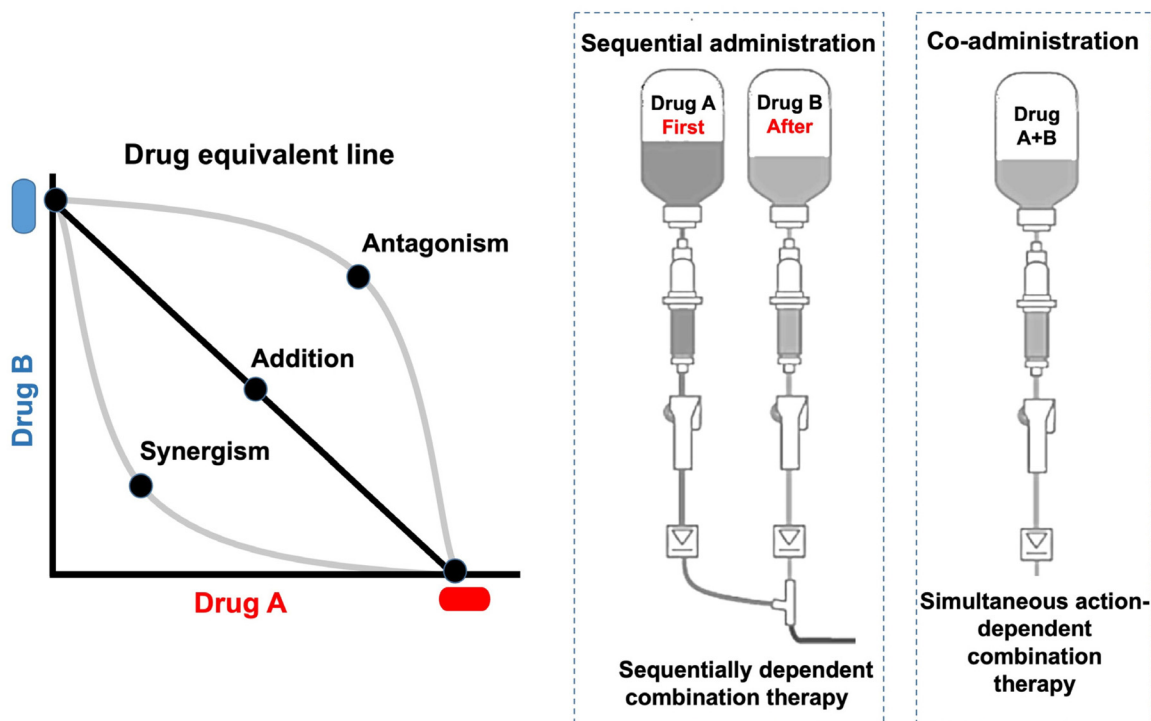 Drug equivalent line
Antagonism
Addition
Synergism
Drug B
Drug A
Sequential administration
Drug A
First
Drug B
After
Sequentially dependent
combination therapy
Co-administration
Drug
A+B
Simultaneous action-
dependent
combination
therapy